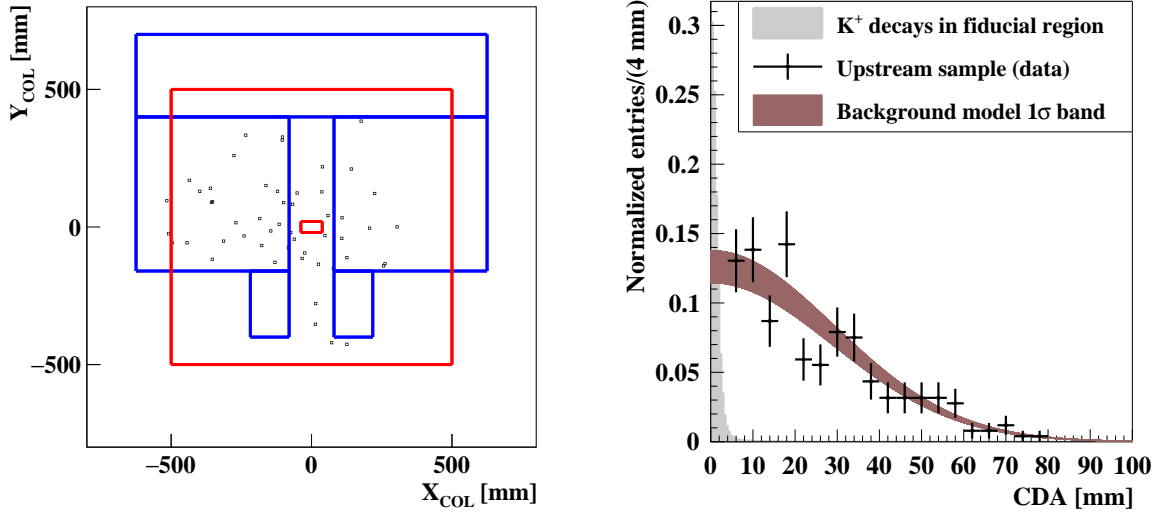 Y_COL [mm]
500
0
−500
−500
0
500
X_COL [mm]
Normalized entries/(4 mm)
0.3
0.25
0.2
0.15
0.1
0.05
0
K⁺ decays in fiducial region
Upstream sample (data)
Background model 1σ band
0 10 20 30 40 50 60 70 80 90 100
CDA [mm]